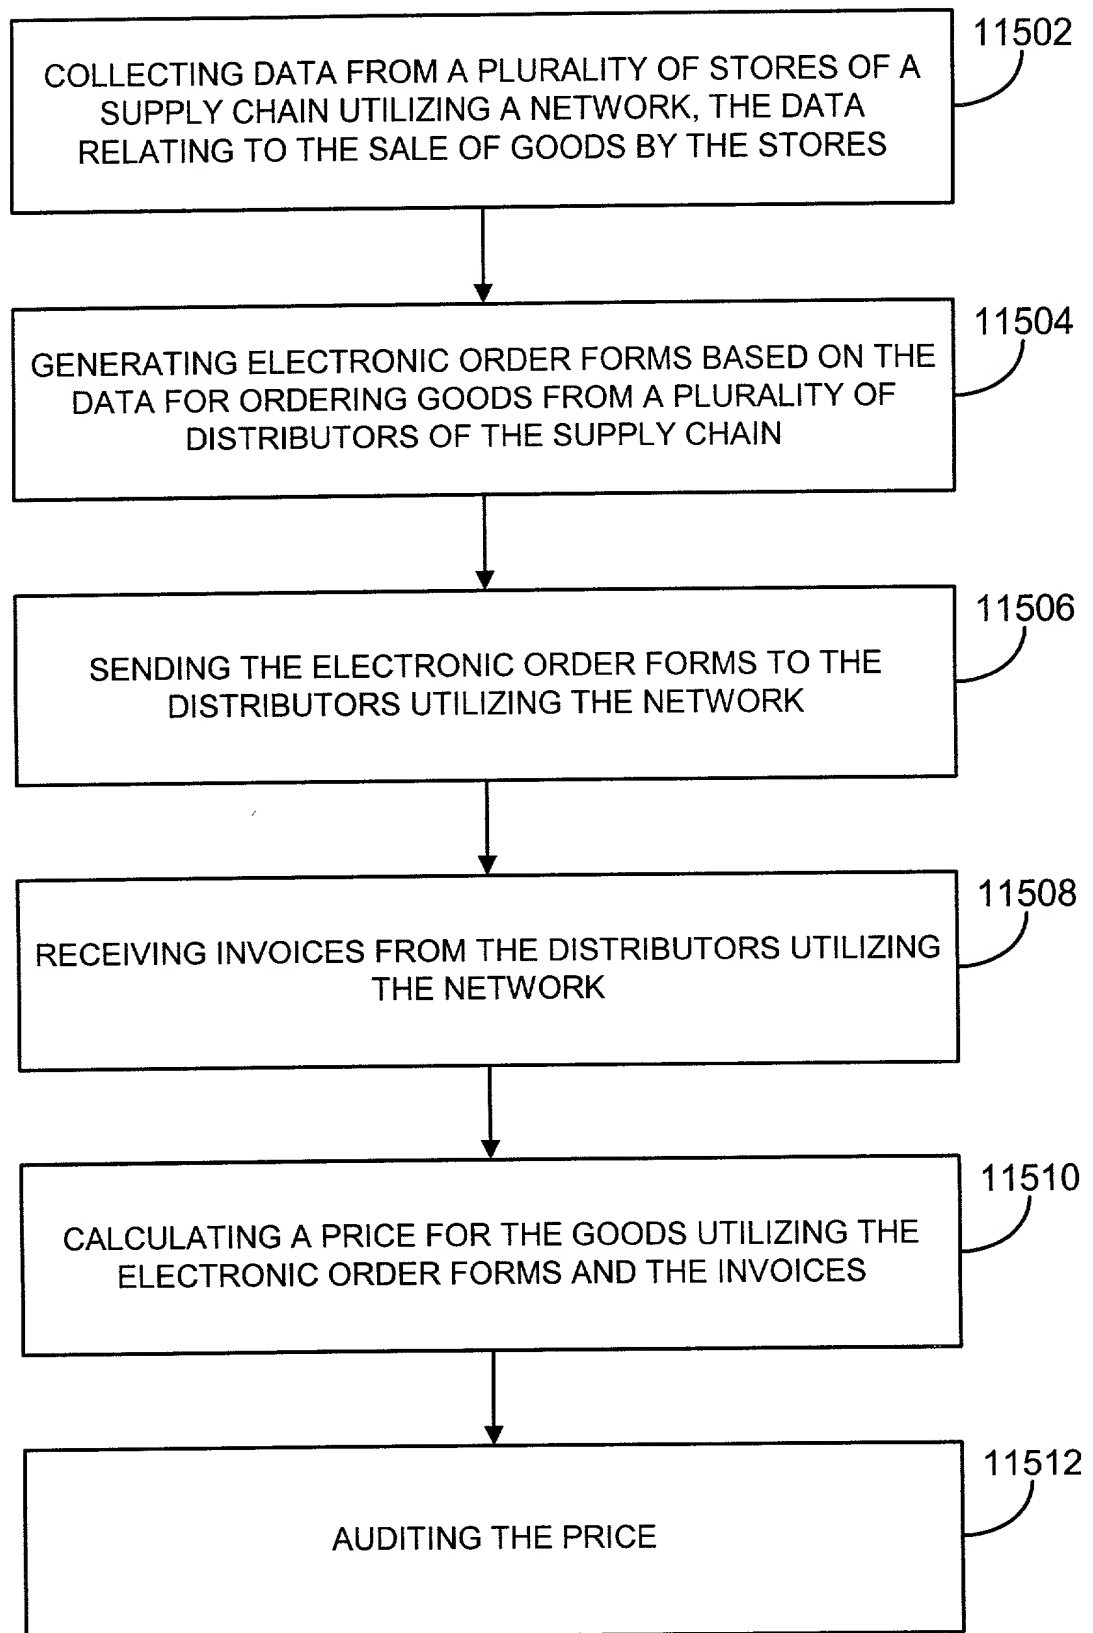 11502
COLLECTING DATA FROM A PLURALITY OF STORES OF A
SUPPLY CHAIN UTILIZING A NETWORK, THE DATA
RELATING TO THE SALE OF GOODS BY THE STORES
11504
GENERATING ELECTRONIC ORDER FORMS BASED ON THE
DATA FOR ORDERING GOODS FROM A PLURALITY OF
DISTRIBUTORS OF THE SUPPLY CHAIN
11506
SENDING THE ELECTRONIC ORDER FORMS TO THE
DISTRIBUTORS UTILIZING THE NETWORK
11508
RECEIVING INVOICES FROM THE DISTRIBUTORS UTILIZING
THE NETWORK
11510
CALCULATING A PRICE FOR THE GOODS UTILIZING THE
ELECTRONIC ORDER FORMS AND THE INVOICES
11512
AUDITING THE PRICE